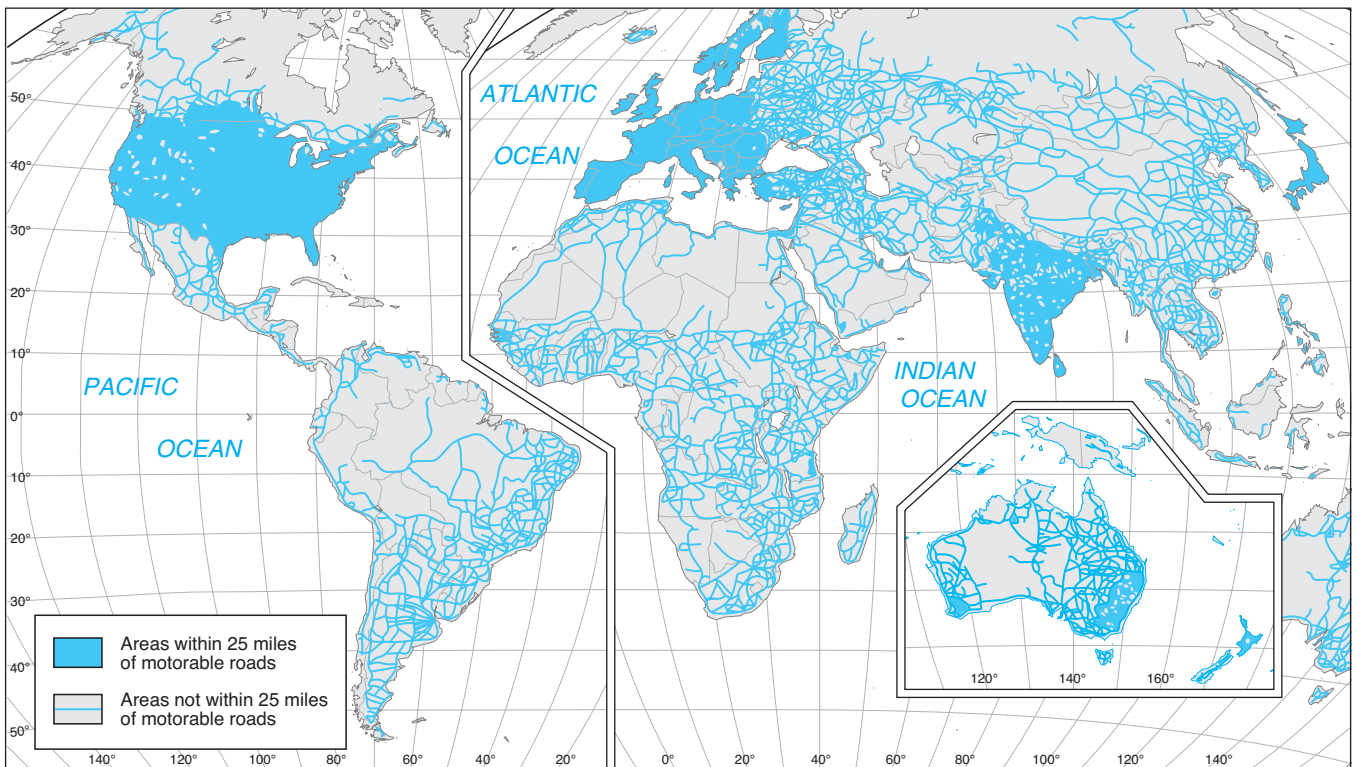 ATLANTIC
OCEAN
PACIFIC
OCEAN
INDIAN
OCEAN
50°
40°
30°
20°
10°
0°
10°
20°
30°
40°
50°
Areas within 25 miles
of motorable roads
Areas not within 25 miles
of motorable roads
120° 140° 160°
140° 120° 100° 80° 60° 40° 20° 0° 20° 40° 60° 80° 100° 120° 140°